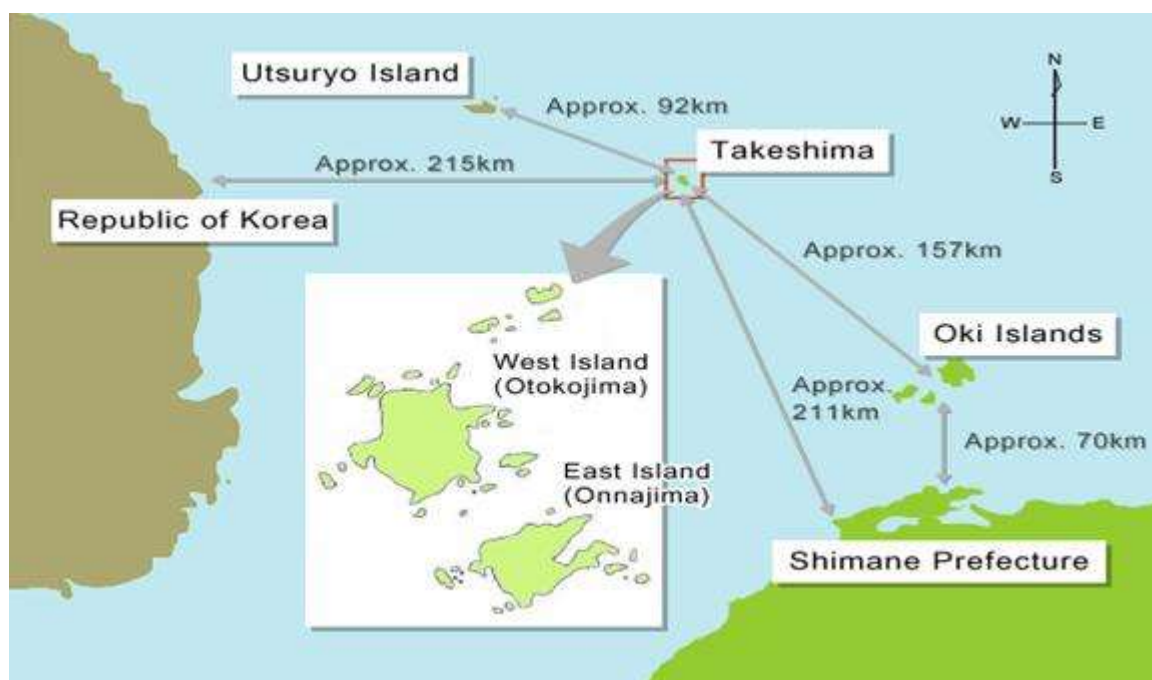 Utsuryo Island
Approx. 92km
N
W
E
S
Takeshima
Approx. 215km
Republic of Korea
Approx. 157km
Oki Islands
West Island
(Otokojima)
Approx.
211km
Approx. 70km
East Island
(Onnajima)
Shimane Prefecture